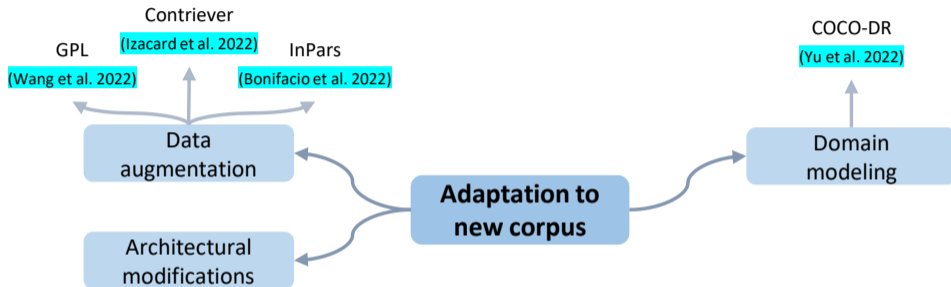 Contriever
(Izacard et al. 2022)
GPL
(Wang et al. 2022)
InPars
(Bonifacio et al. 2022)
COCO-DR
(Yu et al. 2022)
Data
augmentation
Domain
modeling
Adaptation to
new corpus
Architectural
modifications